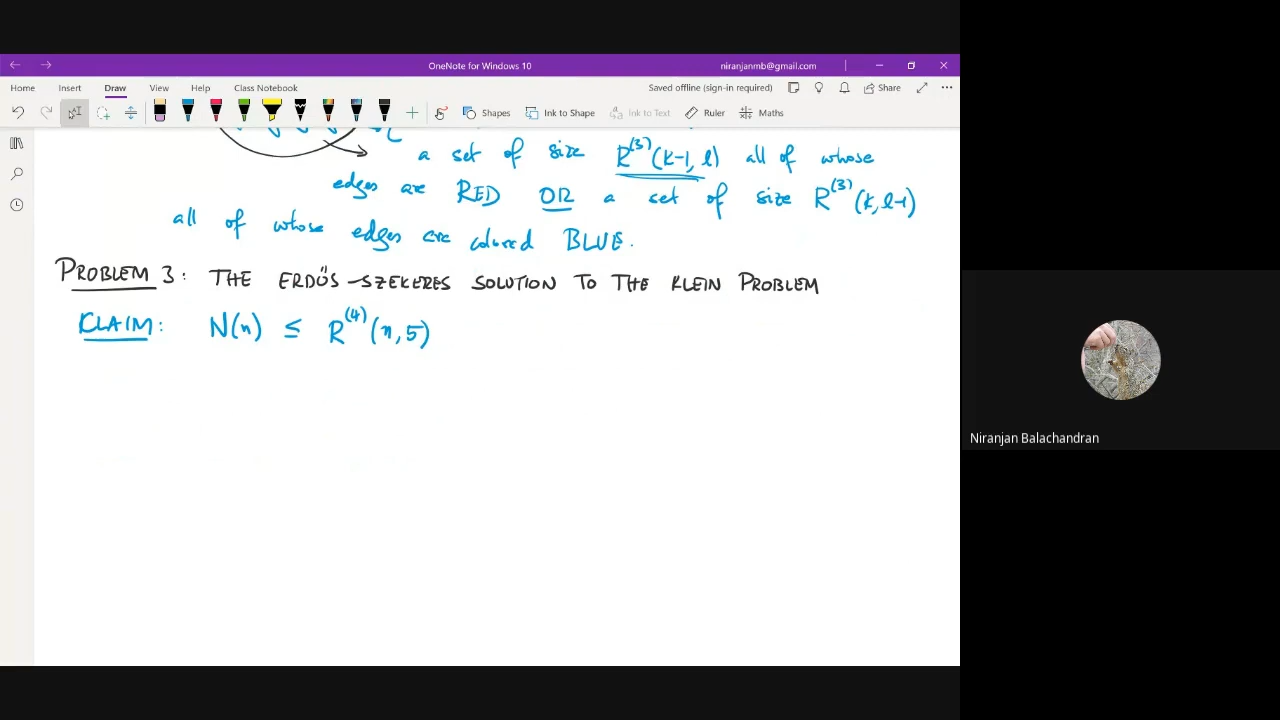 OneNote for Windows 10
niranjanmb@gmail.com
Home Insert Draw View Help Class Notebook
Saved offline (sign-in required)
Share
Shapes Ink to Shape Ink to Text Ruler Maths
a set of size R^(3)(k-1, l) all of whose
edges are RED OR a set of size R^(3)(k, l-1)
all of whose edges are colored BLUE.
PROBLEM 3: THE ERDŐS-SZEKERES SOLUTION TO THE KLEIN PROBLEM
CLAIM: N(n) ≤ R^(4)(n, 5)
Niranjan Balachandran